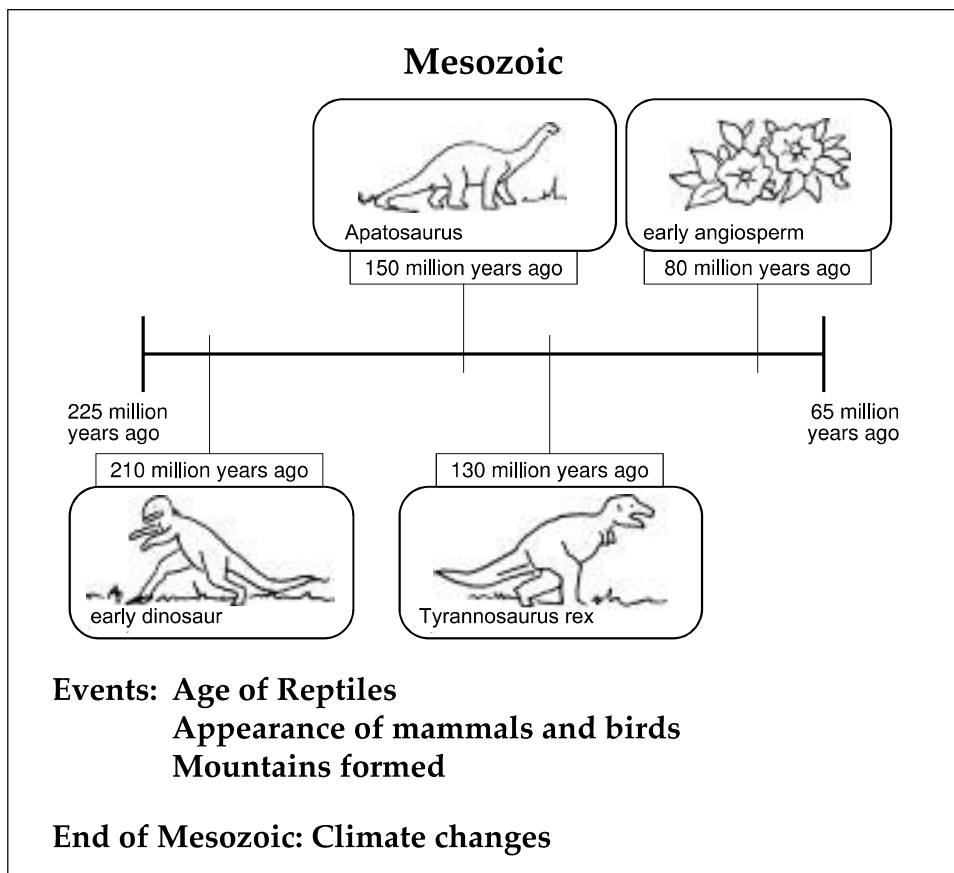 Mesozoic
Apatosaurus
150 million years ago
early angiosperm
80 million years ago
225 million
years ago
65 million
years ago
210 million years ago
early dinosaur
130 million years ago
Tyrannosaurus rex
Events: Age of Reptiles
Appearance of mammals and birds
Mountains formed
End of Mesozoic: Climate changes